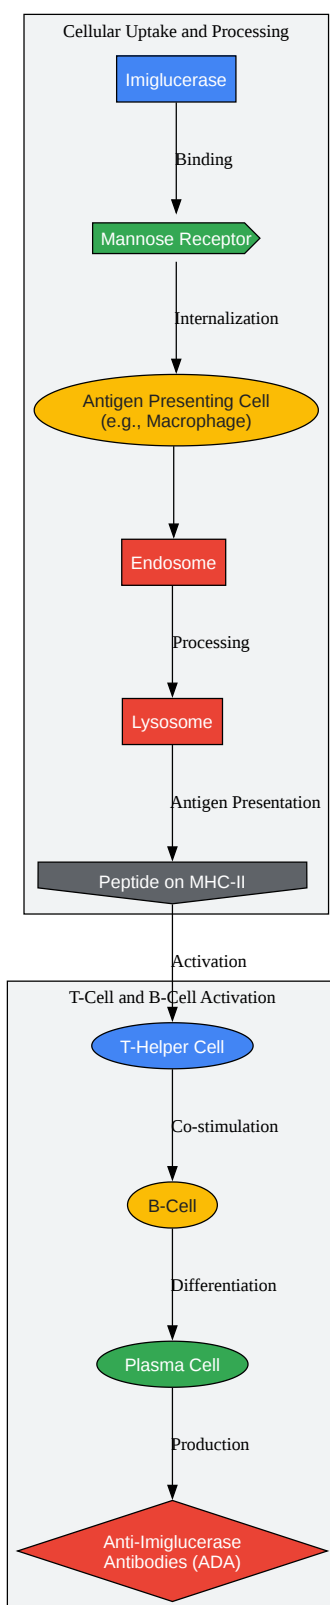 Cellular Uptake and Processing
Imiglucerase
Binding
Mannose Receptor
Internalization
Antigen Presenting Cell
(e.g., Macrophage)
Endosome
Processing
Lysosome
Antigen Presentation
Peptide on MHC-II
Activation
T-Cell and B-Cell Activation
T-Helper Cell
Co-stimulation
B-Cell
Differentiation
Plasma Cell
Production
Anti-Imiglucerase
Antibodies (ADA)